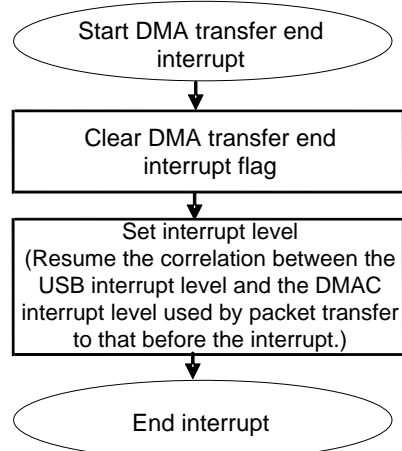 Start DMA transfer end
interrupt
Clear DMA transfer end
interrupt flag
Set interrupt level
(Resume the correlation between the
USB interrupt level and the DMAC
interrupt level used by packet transfer
to that before the interrupt.)
End interrupt